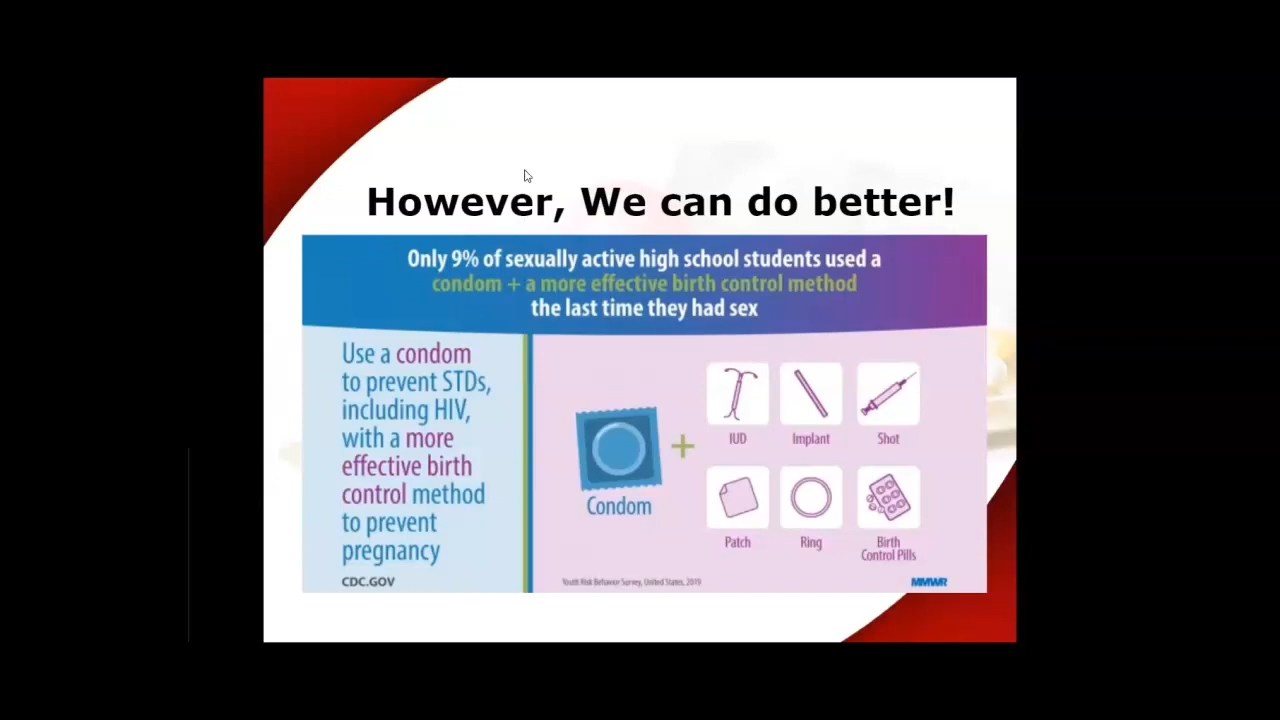 However, We can do better!
Only 9% of sexually active high school students used a
condom + a more effective birth control method
the last time they had sex
Use a condom
to prevent STDs,
including HIV,
with a more
effective birth
control method
to prevent
pregnancy
CDC.GOV
+
Condom
IUD
Implant
Shot
Patch
Ring
Birth
Control Pills
Youth Risk Behavior Survey, United States, 2019
MMWR